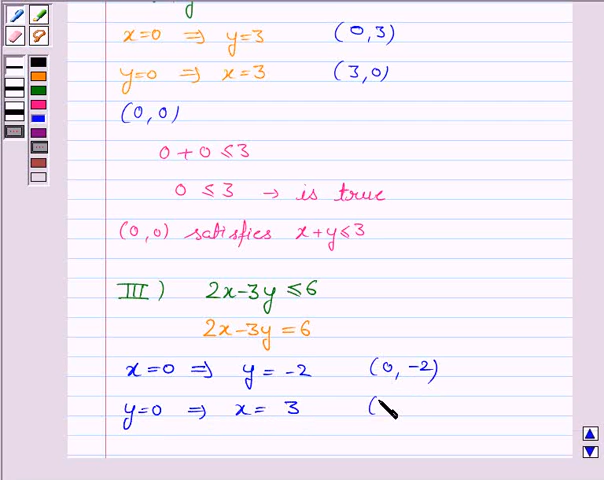 x=0 ⇒ y=3 (0,3)
y=0 ⇒ x=3 (3,0)
(0,0)
0+0≤3
0≤3 → is true
(0,0) satisfies x+y≤3
III) 2x-3y≤6
2x-3y=6
x=0 ⇒ y=-2 (0,-2)
y=0 ⇒ x=3 (